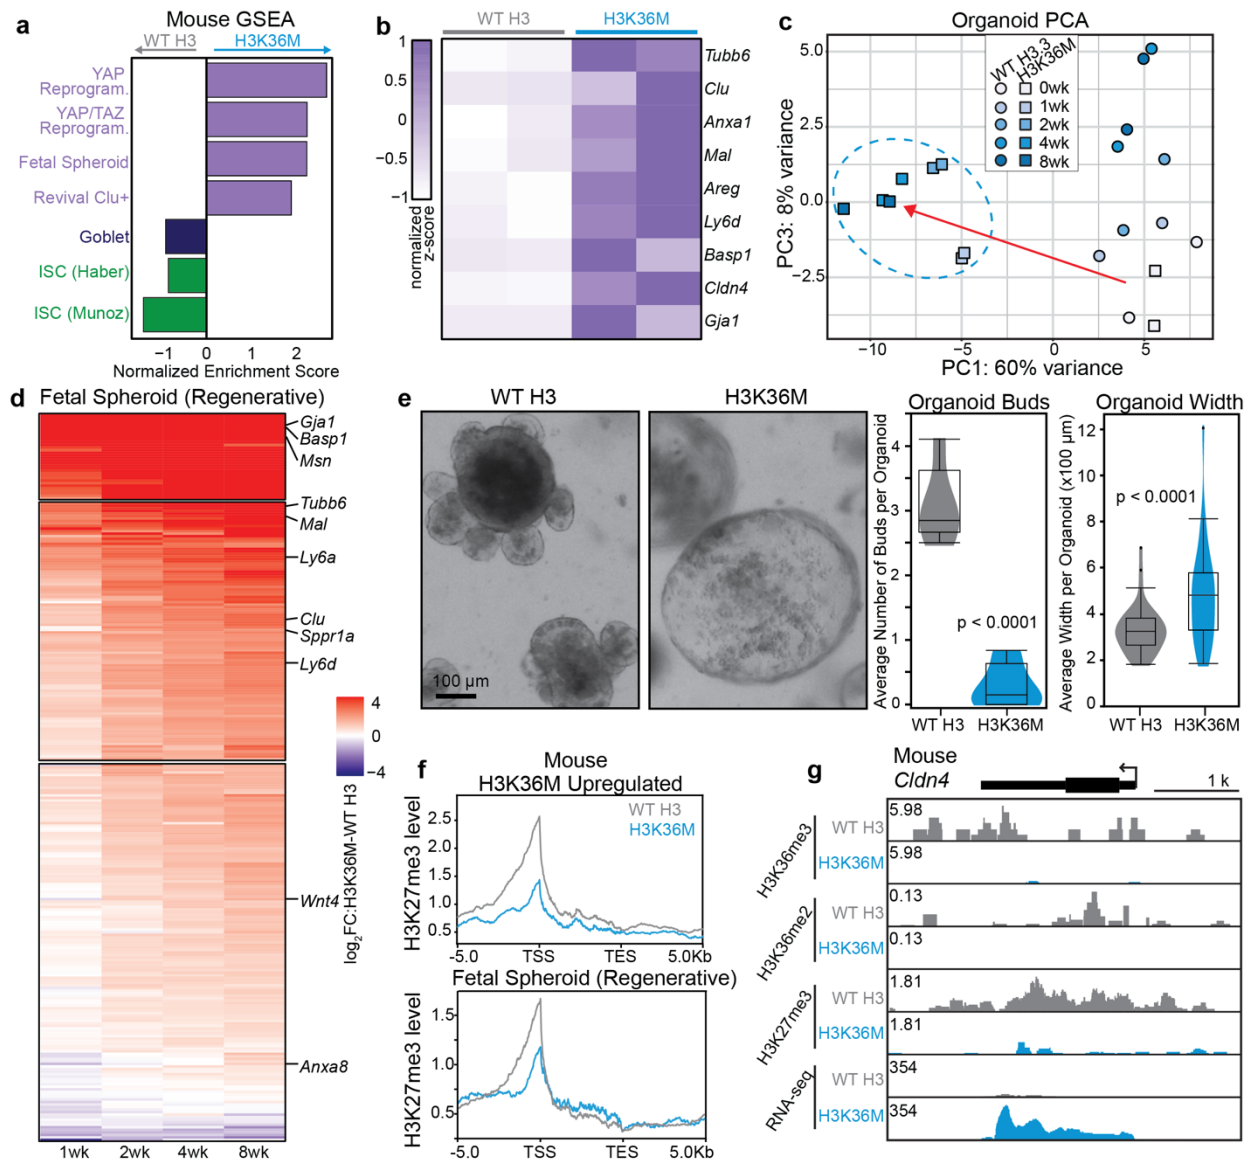 a
Mouse GSEA
WT H3
H3K36M
YAP
Reprogram.
YAP/TAZ
Reprogram.
Fetal Spheroid
Revival Clu+
Goblet
ISC (Haber)
ISC (Munoz)
−1 0 1 2
Normalized Enrichment Score
b
WT H3
H3K36M
1
0.5
0
−0.5
−1
normalized
z-score
Tubb6
Clu
Anxa1
Mal
Areg
Ly6d
Basp1
Cldn4
Gja1
c
Organoid PCA
WT H3.3
H3K36M
0wk
1wk
2wk
4wk
8wk
5.0
2.5
0.0
−2.5
PC3: 8% variance
−10 −5 0 5
PC1: 60% variance
d
Fetal Spheroid (Regenerative)
Gja1
Basp1
Msn
Tubb6
Mal
Ly6a
Clu
Sppr1a
Ly6d
Wnt4
Anxa8
4
0
−4
log2FC:H3K36M-WT H3
1wk 2wk 4wk 8wk
e
WT H3
H3K36M
100 µm
Organoid Buds
Average Number of Buds per Organoid
4
3
2
1
0
p < 0.0001
WT H3 H3K36M
Organoid Width
Average Width per Organoid (x100 µm)
12
10
8
6
4
2
0
p < 0.0001
WT H3 H3K36M
f
Mouse
H3K36M Upregulated
WT H3
H3K36M
H3K27me3 level
2.5
2.0
1.5
1.0
0.5
-5.0 TSS TES 5.0Kb
Fetal Spheroid (Regenerative)
H3K27me3 level
1.5
1.0
0.5
-5.0 TSS TES 5.0Kb
g
Mouse
Cldn4
1 k
H3K36me3
WT H3
5.98
H3K36M
5.98
H3K36me2
WT H3
0.13
H3K36M
0.13
H3K27me3
WT H3
1.81
H3K36M
1.81
RNA-seq
WT H3
354
H3K36M
354